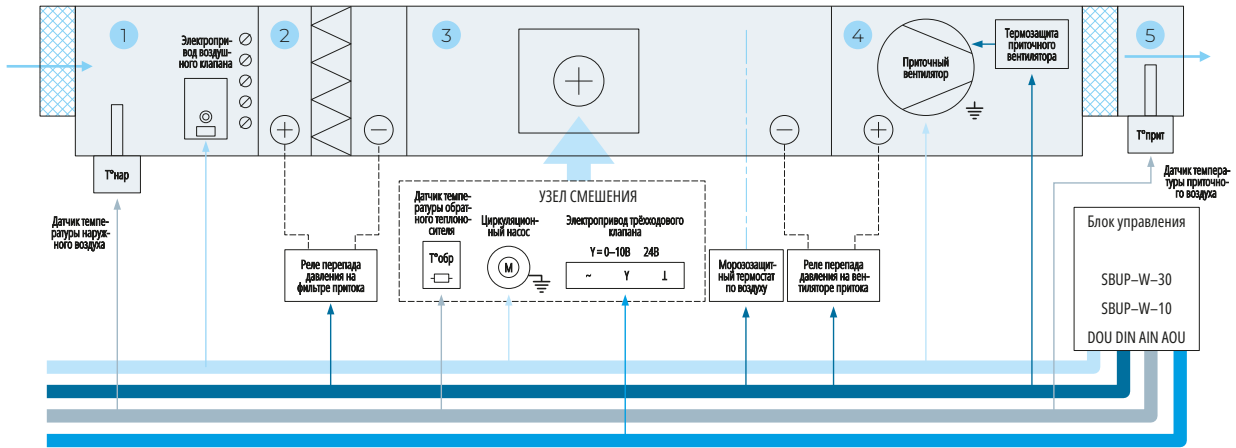 1
Электропри-
вод воздуш-
ного клапана
2
3
4
Приточный
вентилятор
Термозащита
приточного
вентилятора
5
Т°нар
Датчик темпе-
ратуры наруж-
ного воздуха
Т°прит
Датчик темпера-
туры приточно-
го воздуха
Реле перепада
давления на
фильтре притока
УЗЕЛ СМЕШЕНИЯ
Датчик темпе-
ратуры обрат-
ного теплоно-
сителя
Т°обр
Циркуляцион-
ный насос
M
Электропривод трёхходового
клапана
Y = 0–10В 24В
~ Y ⊥
Морозозащит-
ный термостат
по воздуху
Реле перепада
давления на вен-
тиляторе притока
Блок управления
SBUP–W–30
SBUP–W–10
DOU DIN AIN AOU